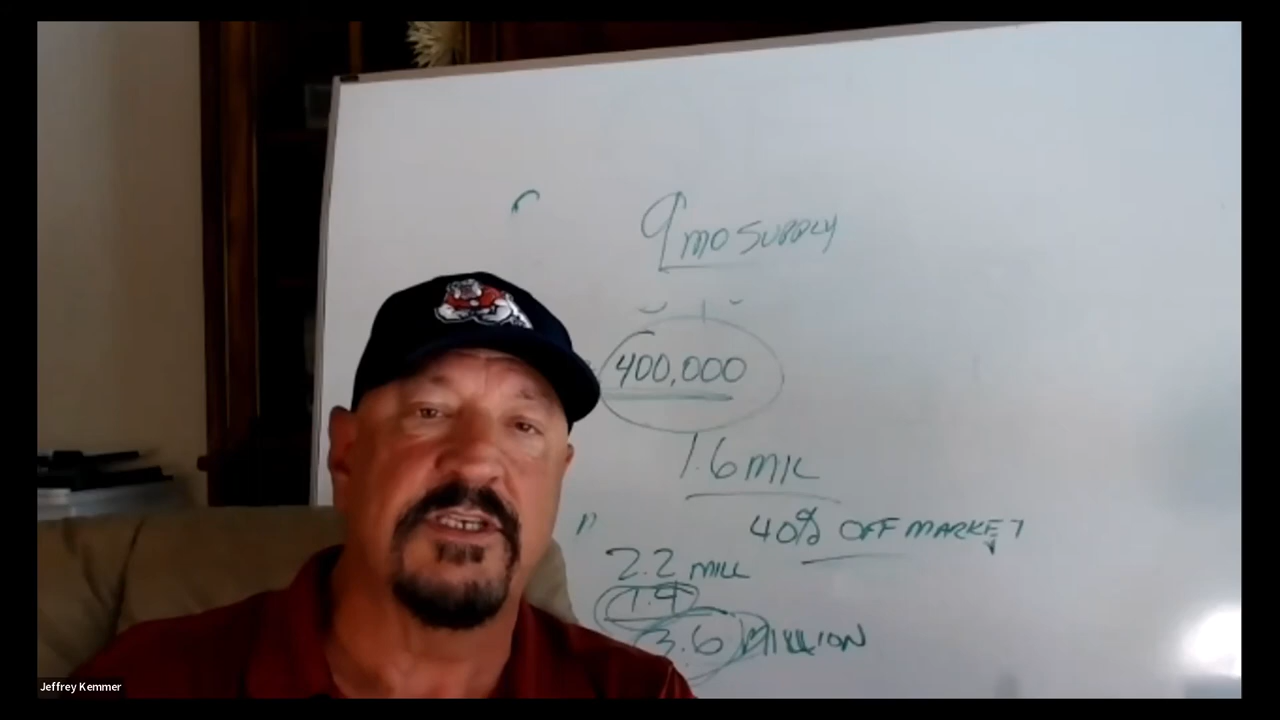 9 mo SUPPLY
400,000
1.6 MIL
40% OFF MARKET
2.2 MILL
1.9
3.6 MILLION
Jeffrey Kemmer